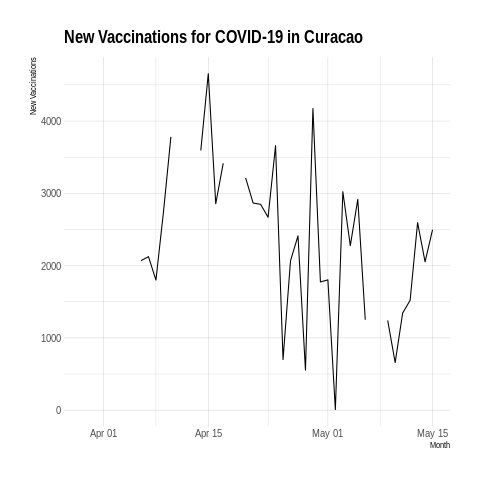 New Vaccinations for COVID-19 in Curacao
New Vaccinations
4000
3000
2000
1000
0
Apr 01
Apr 15
May 01
May 15
Month